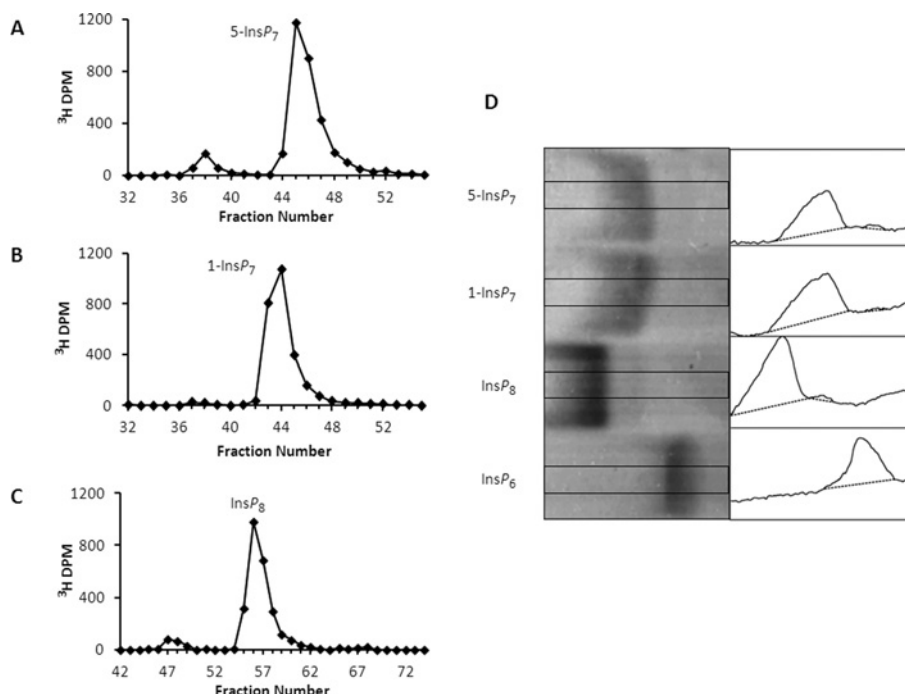 A
1200
5-InsP7
800
400
0
³H DPM
32 36 40 44 48 52
Fraction Number
B
1200
1-InsP7
800
400
0
³H DPM
32 36 40 44 48 52
Fraction Number
C
1200
InsP8
800
400
0
³H DPM
42 47 52 57 62 67 72
Fraction Number
D
5-InsP7
1-InsP7
InsP8
InsP6